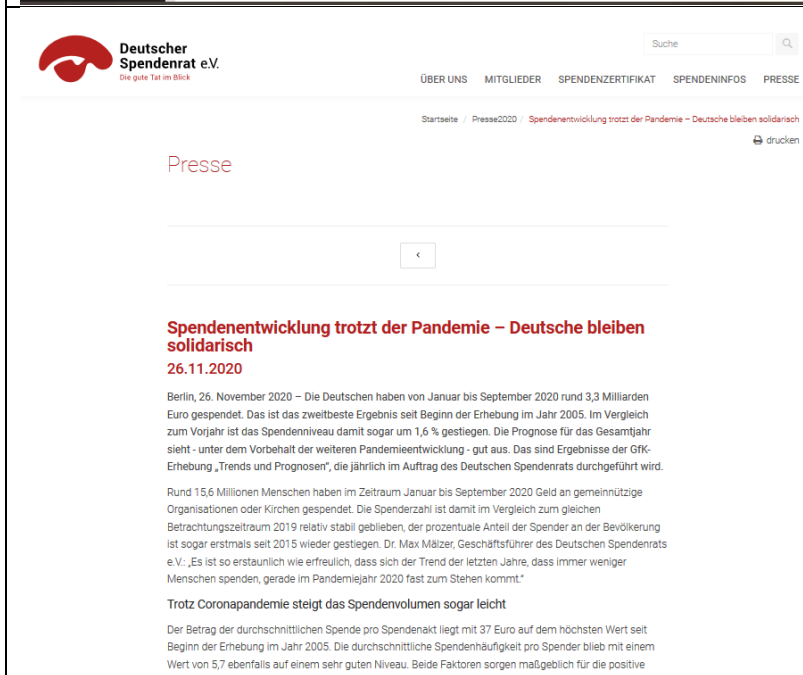 Deutscher
Spendenrat e.V.
Die gute Tat im Blick
Suche
ÜBER UNS MITGLIEDER SPENDENZERTIFIKAT SPENDENINFOS PRESSE
Startseite / Presse2020 / Spendenentwicklung trotzt der Pandemie – Deutsche bleiben solidarisch
drucken
Presse
Spendenentwicklung trotzt der Pandemie – Deutsche bleiben
solidarisch
26.11.2020
Berlin, 26. November 2020 – Die Deutschen haben von Januar bis September 2020 rund 3,3 Milliarden
Euro gespendet. Das ist das zweitbeste Ergebnis seit Beginn der Erhebung im Jahr 2005. Im Vergleich
zum Vorjahr ist das Spendenniveau damit sogar um 1,6 % gestiegen. Die Prognose für das Gesamtjahr
sieht - unter dem Vorbehalt der weiteren Pandemieentwicklung - gut aus. Das sind Ergebnisse der GfK-
Erhebung „Trends und Prognosen“, die jährlich im Auftrag des Deutschen Spendenrats durchgeführt wird.
Rund 15,6 Millionen Menschen haben im Zeitraum Januar bis September 2020 Geld an gemeinnützige
Organisationen oder Kirchen gespendet. Die Spenderzahl ist damit im Vergleich zum gleichen
Betrachtungszeitraum 2019 relativ stabil geblieben, der prozentuale Anteil der Spender an der Bevölkerung
ist sogar erstmals seit 2015 wieder gestiegen. Dr. Max Mälzer, Geschäftsführer des Deutschen Spendenrats
e.V.: „Es ist so erstaunlich wie erfreulich, dass sich der Trend der letzten Jahre, dass immer weniger
Menschen spenden, gerade im Pandemiejahr 2020 fast zum Stehen kommt.“
Trotz Coronapandemie steigt das Spendenvolumen sogar leicht
Der Betrag der durchschnittlichen Spende pro Spendenakt liegt mit 37 Euro auf dem höchsten Wert seit
Beginn der Erhebung im Jahr 2005. Die durchschnittliche Spendenhäufigkeit pro Spender blieb mit einem
Wert von 5,7 ebenfalls auf einem sehr guten Niveau. Beide Faktoren sorgen maßgeblich für die positive